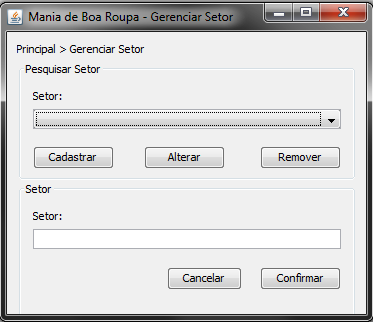 Mania de Boa Roupa - Gerenciar Setor
Principal > Gerenciar Setor
Pesquisar Setor
Setor:
Cadastrar Alterar Remover
Setor
Setor:
Cancelar Confirmar